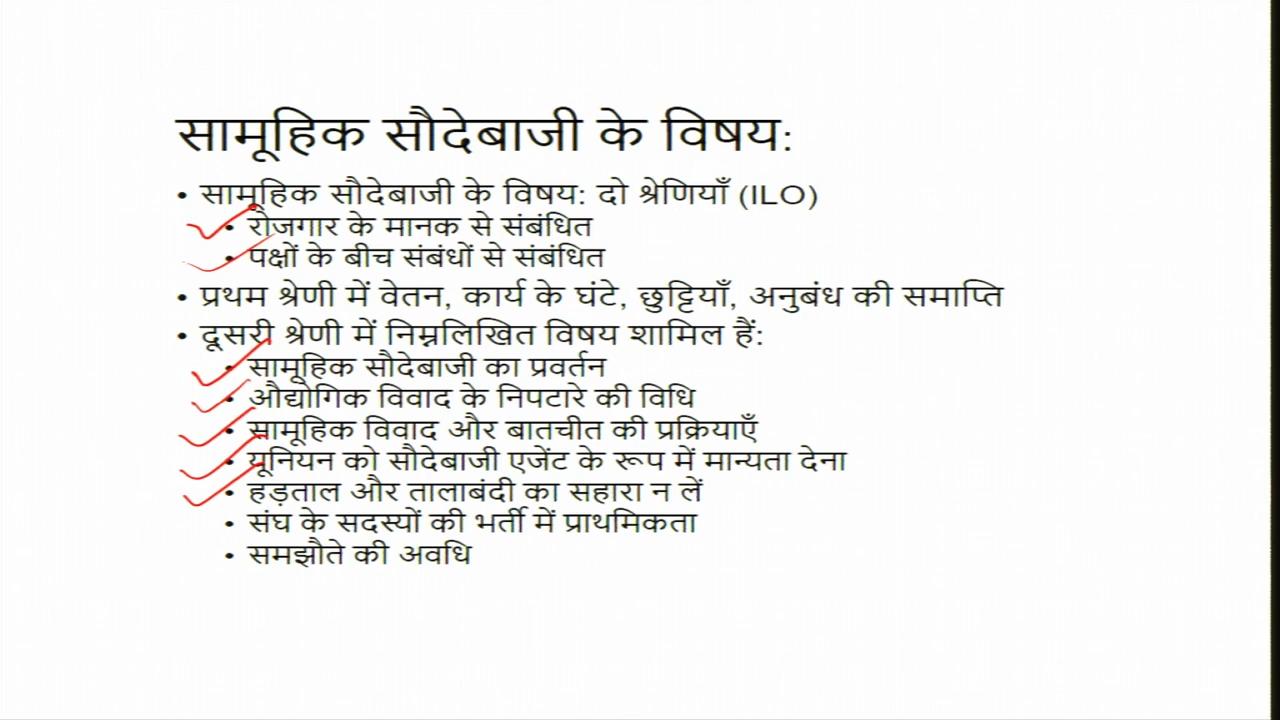 सामूहिक सौदेबाजी के विषय:
• सामूहिक सौदेबाजी के विषय: दो श्रेणियाँ (ILO)
• रोजगार के मानक से संबंधित
• पक्षों के बीच संबंधों से संबंधित
• प्रथम श्रेणी में वेतन, कार्य के घंटे, छुट्टियाँ, अनुबंध की समाप्ति
• दूसरी श्रेणी में निम्नलिखित विषय शामिल हैं:
• सामूहिक सौदेबाजी का प्रवर्तन
• औद्योगिक विवाद के निपटारे की विधि
• सामूहिक विवाद और बातचीत की प्रक्रियाएँ
• यूनियन को सौदेबाजी एजेंट के रूप में मान्यता देना
• हड़ताल और तालाबंदी का सहारा न लें
• संघ के सदस्यों की भर्ती में प्राथमिकता
• समझौते की अवधि